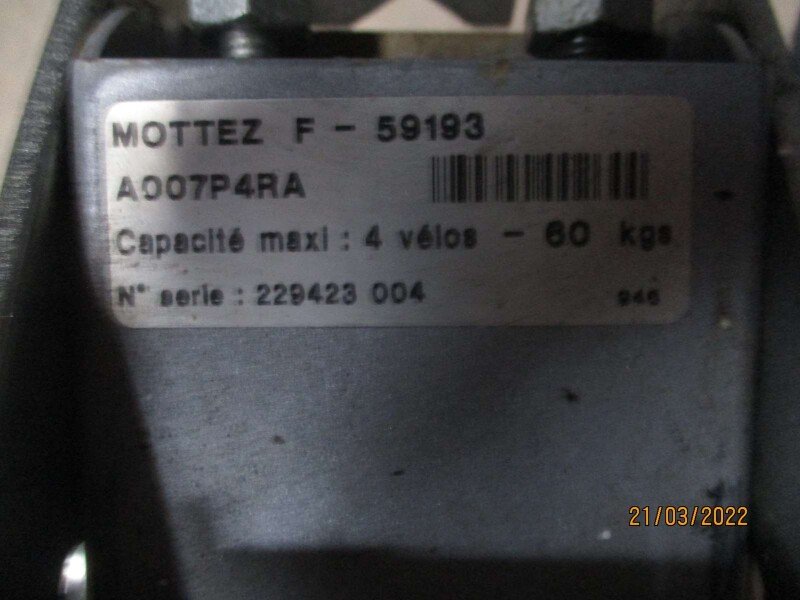 MOTTEZ F - 59193
A007P4RA
Capacité maxi : 4 vélos - 60 kgs
N° serie : 229423 004 946
21/03/2022